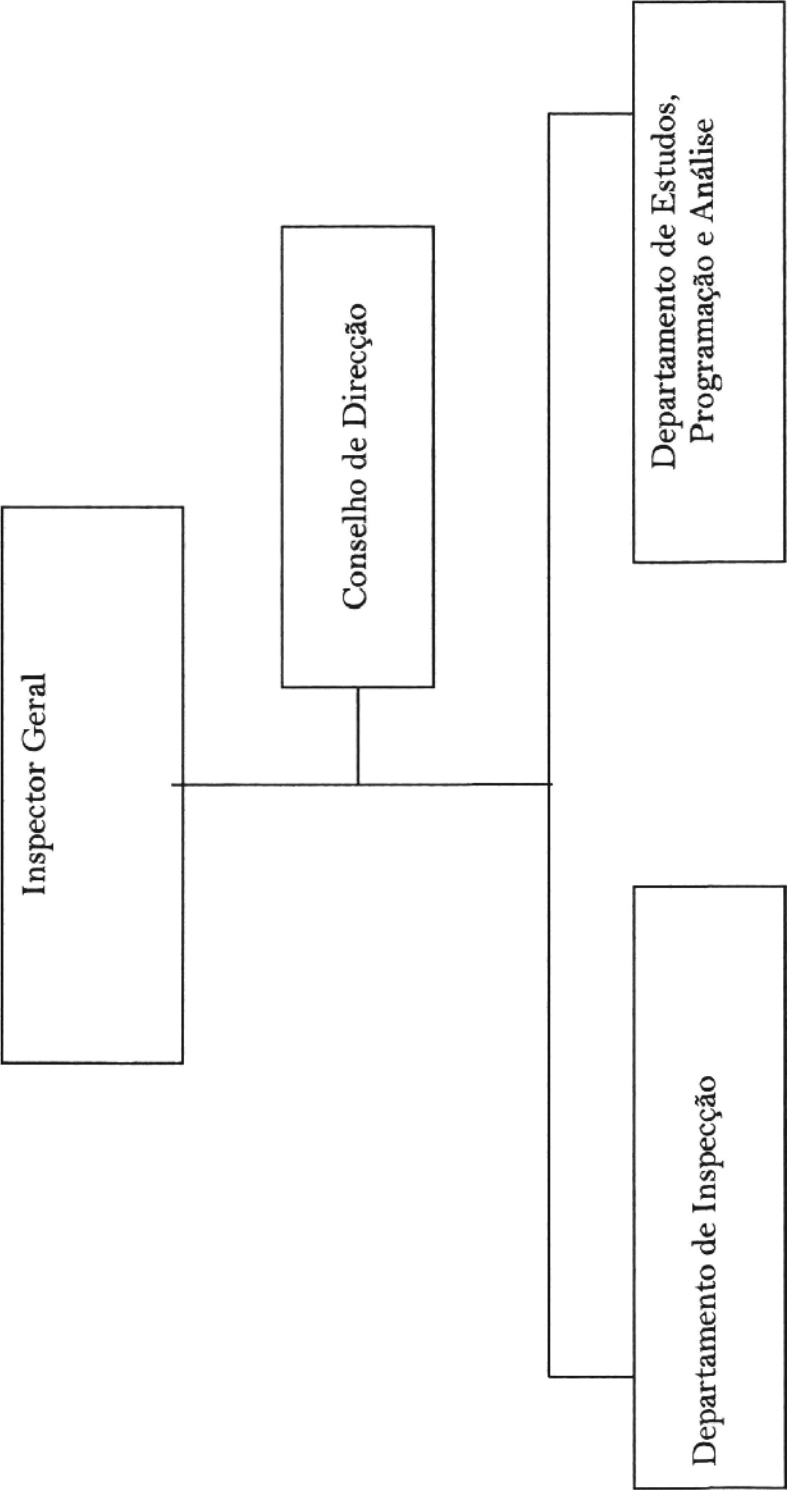 Inspector Geral
Conselho de Direcção
Departamento de Inspecção
Departamento de Estudos,
Programação e Análise